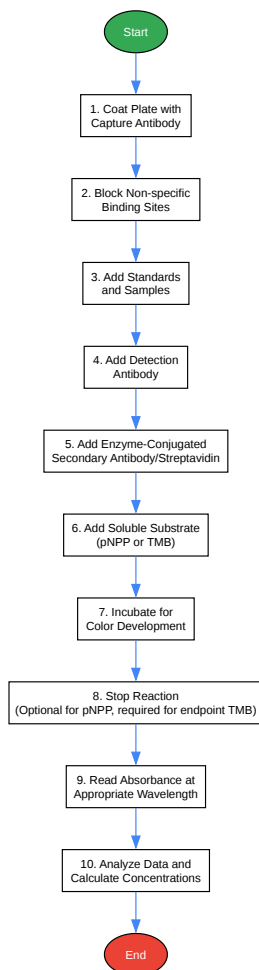 Start
1. Coat Plate with
Capture Antibody
2. Block Non-specific
Binding Sites
3. Add Standards
and Samples
4. Add Detection
Antibody
5. Add Enzyme-Conjugated
Secondary Antibody/Streptavidin
6. Add Soluble Substrate
(pNPP or TMB)
7. Incubate for
Color Development
8. Stop Reaction
(Optional for pNPP, required for endpoint TMB)
9. Read Absorbance at
Appropriate Wavelength
10. Analyze Data and
Calculate Concentrations
End